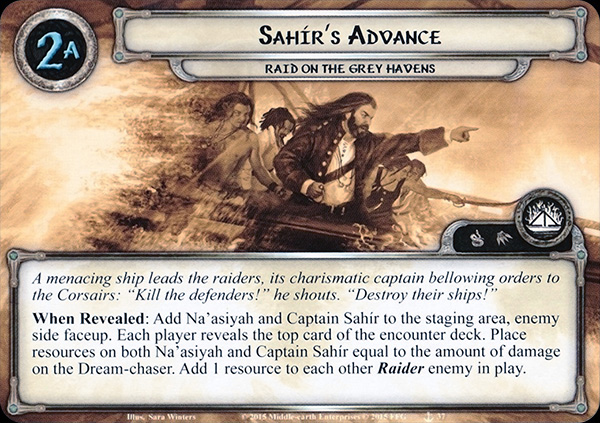 2A
Sahír's Advance
Raid on the Grey Havens
A menacing ship leads the raiders, its charismatic captain bellowing orders to
the Corsairs: “Kill the defenders!” he shouts. “Destroy their ships!”
When Revealed: Add Na’asiyah and Captain Sahír to the staging area, enemy
side faceup. Each player reveals the top card of the encounter deck. Place
resources on both Na’asiyah and Captain Sahír equal to the amount of damage
on the Dream-chaser. Add 1 resource to each other Raider enemy in play.
Illus. Sara Winters © 2015 Middle-earth Enterprises © 2015 FFG 37